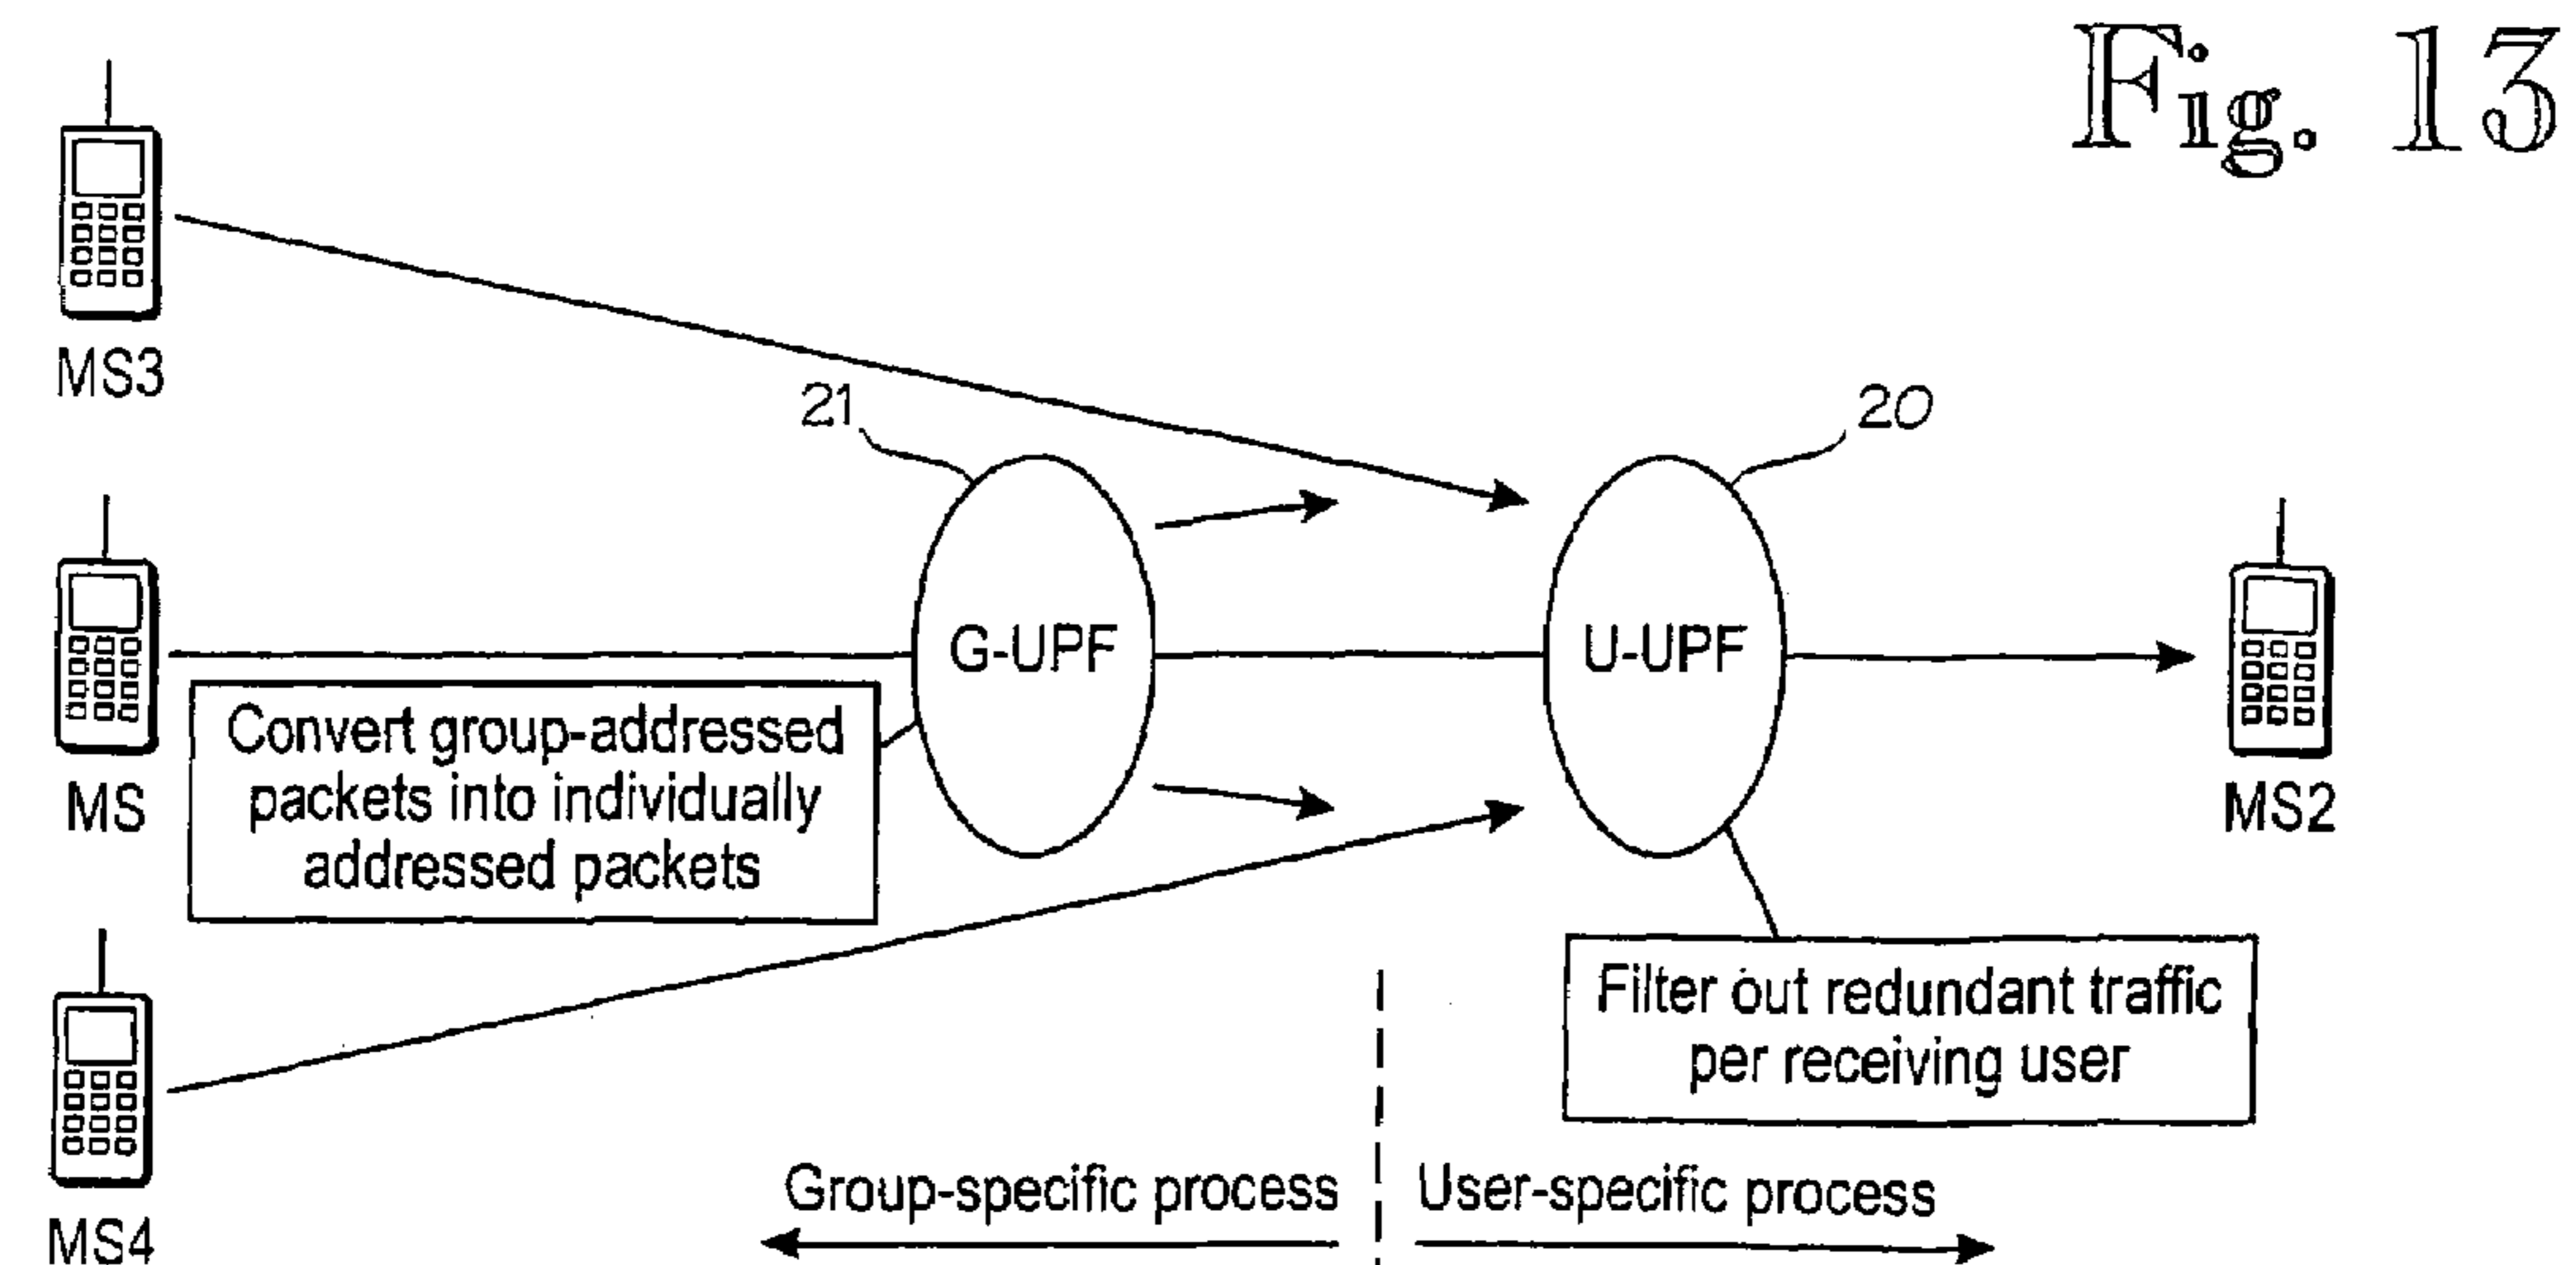 Fig. 13
MS3
21
20
G-UPF
U-UPF
MS
Convert group-addressed
packets into individually
addressed packets
MS2
Filter out redundant traffic
per receiving user
MS4
Group-specific process
User-specific process